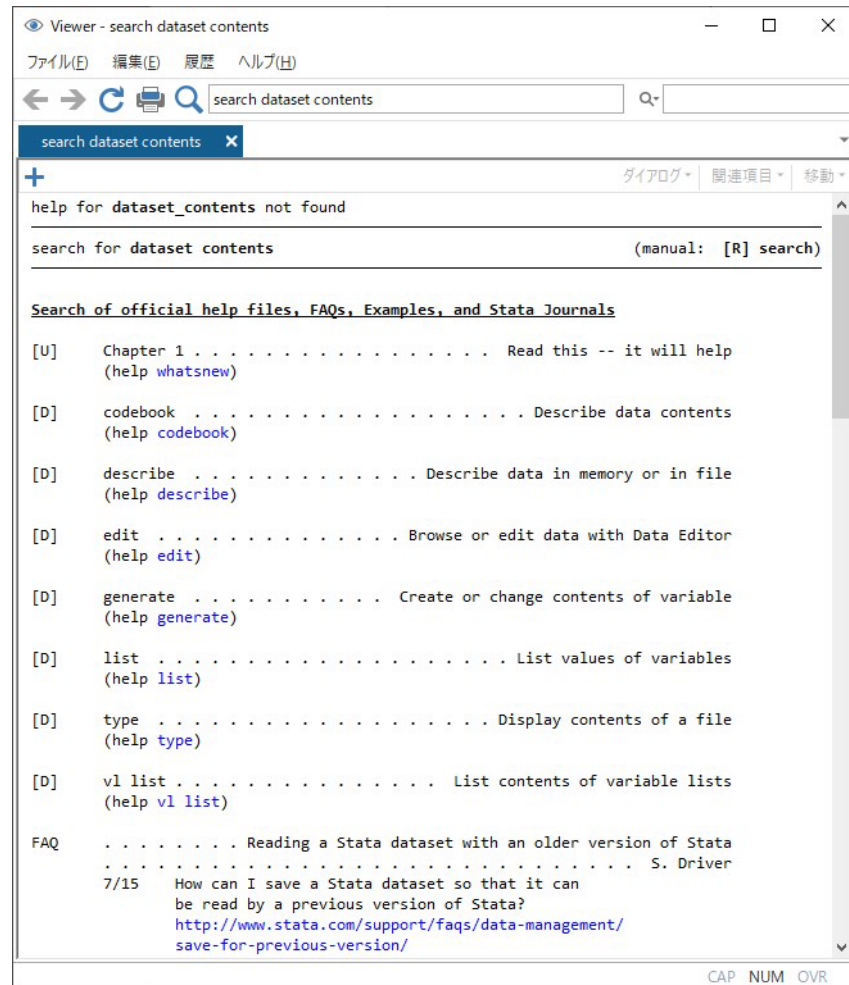 Viewer - search dataset contents
ファイル(F) 編集(E) 履歴 ヘルプ(H)
search dataset contents
search dataset contents
ダイアログ 関連項目 移動
help for dataset_contents not found
search for dataset contents (manual: [R] search)
Search of official help files, FAQs, Examples, and Stata Journals
[U] Chapter 1 . . . . . . . . . . . . . . . . . Read this -- it will help
(help whatsnew)
[D] codebook . . . . . . . . . . . . . . . . . . . Describe data contents
(help codebook)
[D] describe . . . . . . . . . . . . . Describe data in memory or in file
(help describe)
[D] edit . . . . . . . . . . . . . . Browse or edit data with Data Editor
(help edit)
[D] generate . . . . . . . . . . . . Create or change contents of variable
(help generate)
[D] list . . . . . . . . . . . . . . . . . . . . List values of variables
(help list)
[D] type . . . . . . . . . . . . . . . . . . . Display contents of a file
(help type)
[D] vl list . . . . . . . . . . . . . . . List contents of variable lists
(help vl list)
FAQ . . . . . . . . Reading a Stata dataset with an older version of Stata
. . . . . . . . . . . . . . . . . . . . . . . . . . . . . . S. Driver
7/15 How can I save a Stata dataset so that it can
be read by a previous version of Stata?
http://www.stata.com/support/faqs/data-management/
save-for-previous-version/
CAP NUM OVR